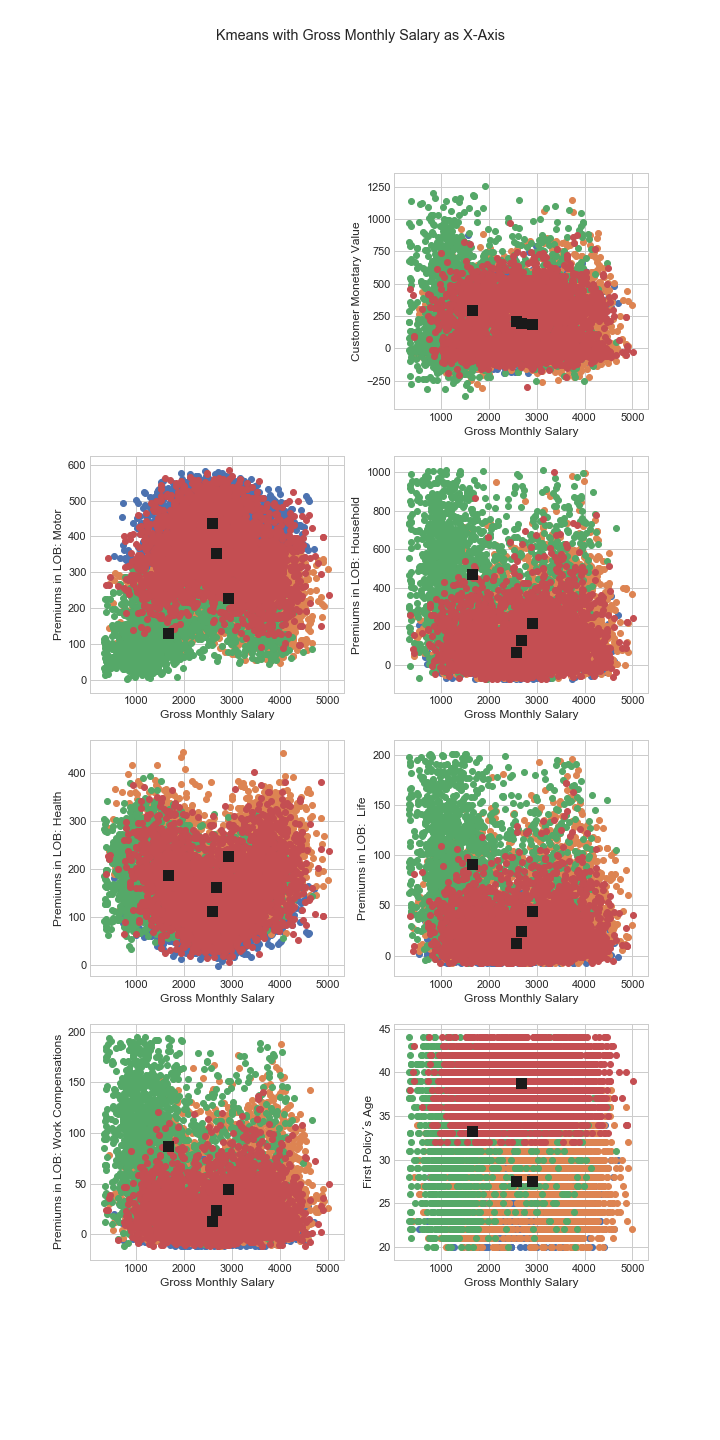 Kmeans with Gross Monthly Salary as X-Axis
Customer Monetary Value
1250
1000
750
500
250
0
−250
1000 2000 3000 4000 5000
Gross Monthly Salary
Premiums in LOB: Motor
600
500
400
300
200
100
0
1000 2000 3000 4000 5000
Gross Monthly Salary
Premiums in LOB: Household
1000
800
600
400
200
0
1000 2000 3000 4000 5000
Gross Monthly Salary
Premiums in LOB: Health
400
300
200
100
0
1000 2000 3000 4000 5000
Gross Monthly Salary
Premiums in LOB:  Life
200
150
100
50
0
1000 2000 3000 4000 5000
Gross Monthly Salary
Premiums in LOB: Work Compensations
200
150
100
50
0
1000 2000 3000 4000 5000
Gross Monthly Salary
First Policy´s Age
45
40
35
30
25
20
1000 2000 3000 4000 5000
Gross Monthly Salary